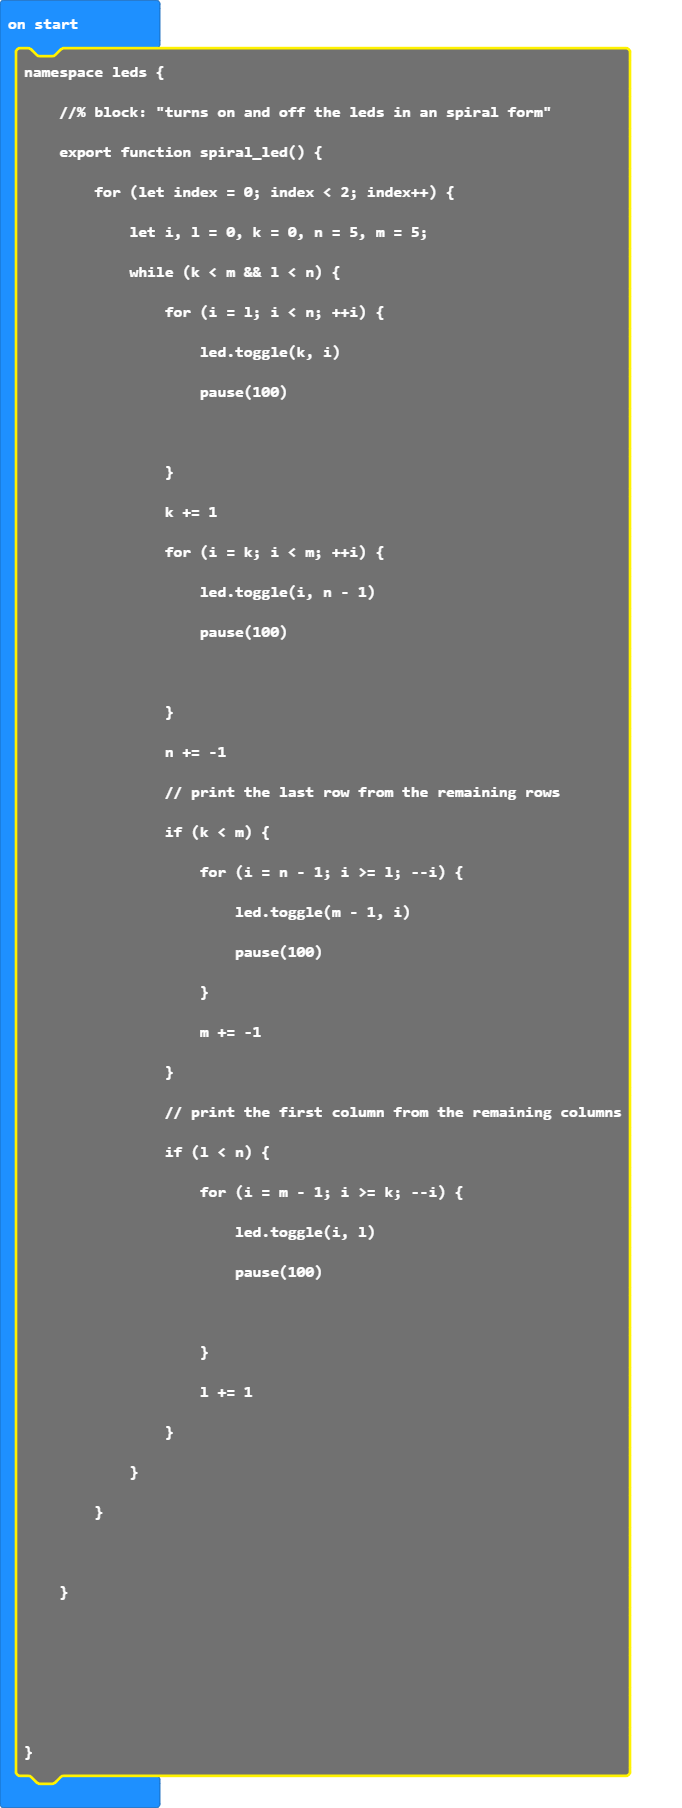 on start
namespace leds {
//% block: "turns on and off the leds in an spiral form"
export function spiral_led() {
for (let index = 0; index < 2; index++) {
let i, l = 0, k = 0, n = 5, m = 5;
while (k < m && l < n) {
for (i = l; i < n; ++i) {
led.toggle(k, i)
pause(100)
}
k += 1
for (i = k; i < m; ++i) {
led.toggle(i, n - 1)
pause(100)
}
n += -1
// print the last row from the remaining rows
if (k < m) {
for (i = n - 1; i >= l; --i) {
led.toggle(m - 1, i)
pause(100)
}
m += -1
}
// print the first column from the remaining columns
if (l < n) {
for (i = m - 1; i >= k; --i) {
led.toggle(i, l)
pause(100)
}
l += 1
}
}
}
}
}